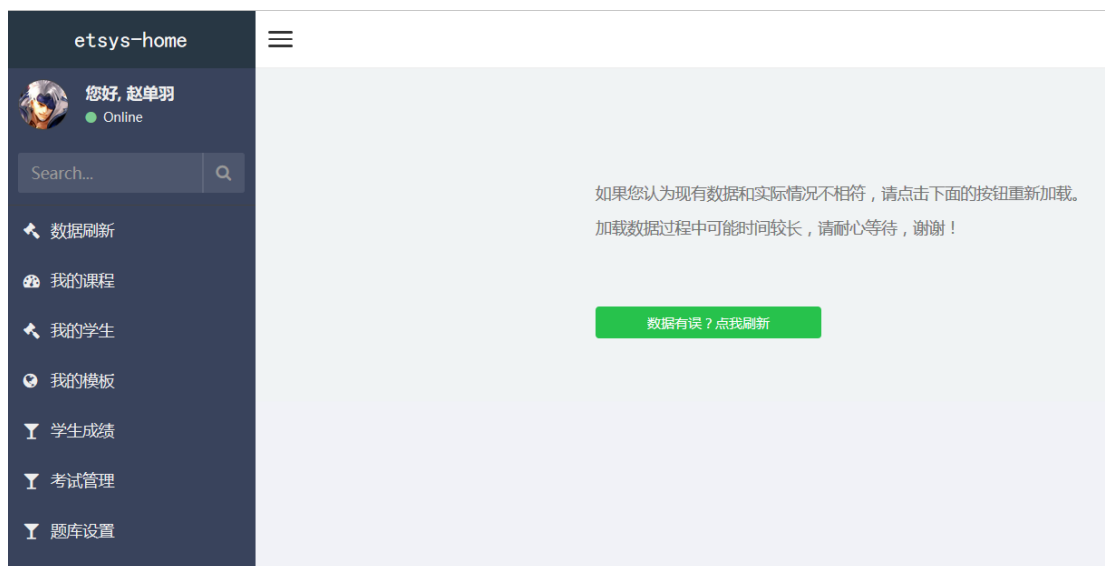 etsys-home
您好, 赵单羽
Online
Search...
数据刷新
我的课程
我的学生
我的模板
学生成绩
考试管理
题库设置
如果您认为现有数据和实际情况不相符，请点击下面的按钮重新加载。
加载数据过程中可能时间较长，请耐心等待，谢谢！
数据有误？点我刷新